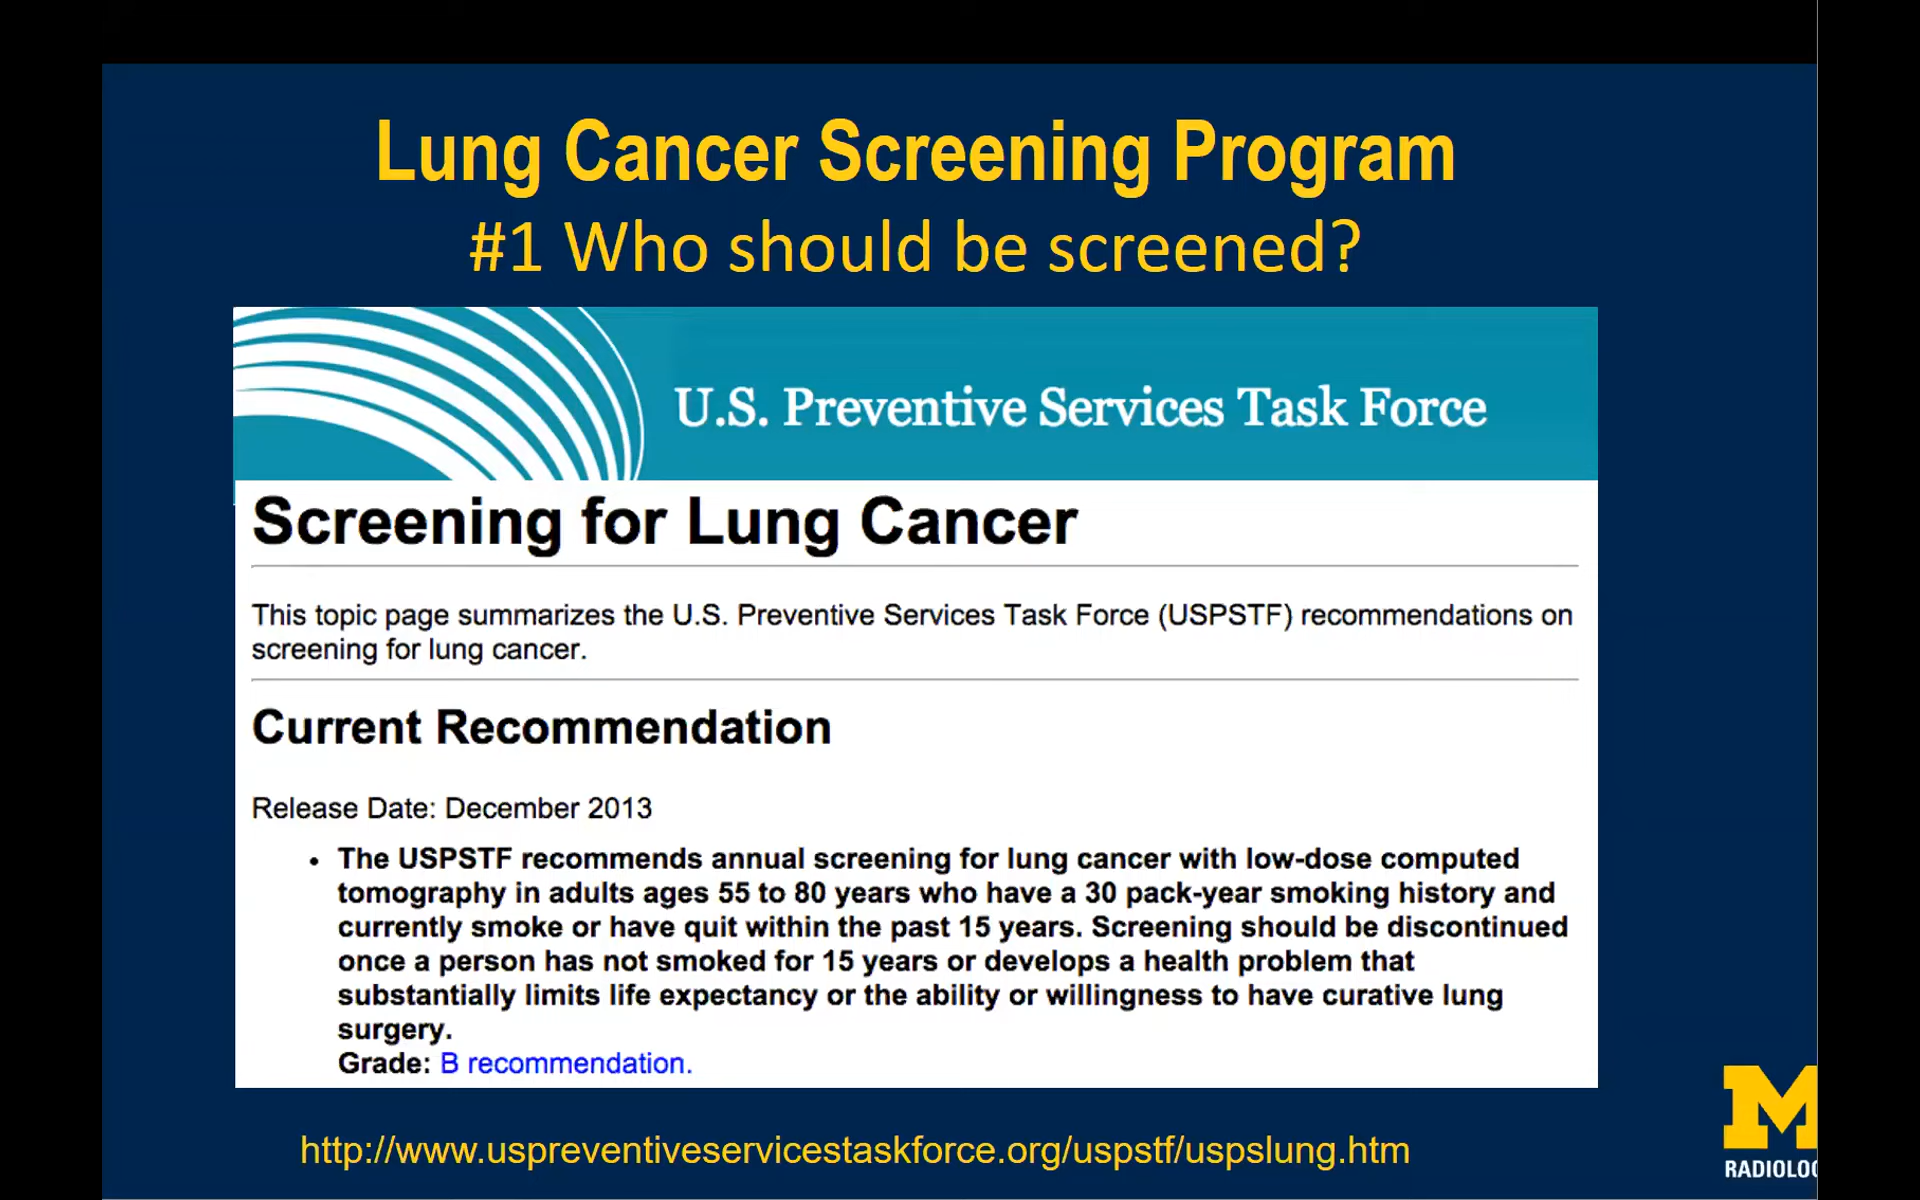 Lung Cancer Screening Program
#1 Who should be screened?
U.S. Preventive Services Task Force
Screening for Lung Cancer
This topic page summarizes the U.S. Preventive Services Task Force (USPSTF) recommendations on
screening for lung cancer.
Current Recommendation
Release Date: December 2013
• The USPSTF recommends annual screening for lung cancer with low-dose computed
tomography in adults ages 55 to 80 years who have a 30 pack-year smoking history and
currently smoke or have quit within the past 15 years. Screening should be discontinued
once a person has not smoked for 15 years or develops a health problem that
substantially limits life expectancy or the ability or willingness to have curative lung
surgery.
Grade: B recommendation.
http://www.uspreventiveservicestaskforce.org/uspstf/uspslung.htm
M